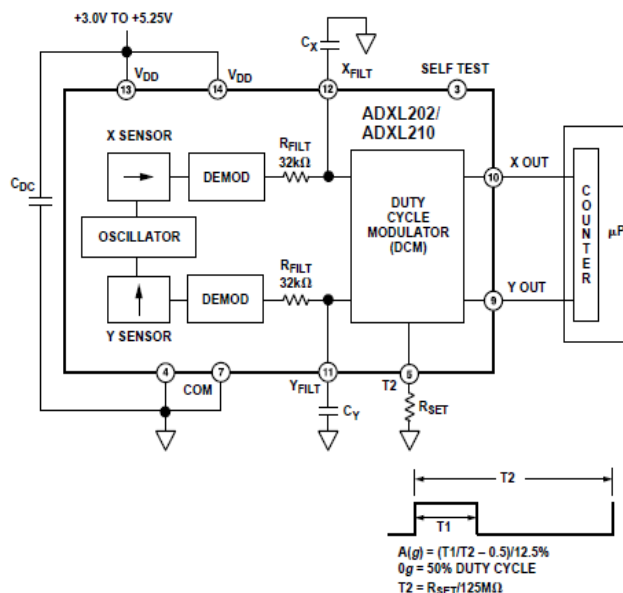 +3.0V TO +5.25V
CX
XFILT
SELF TEST
VDD
VDD
13
14
12
3
ADXL202/
ADXL210
X SENSOR
RFILT
32kΩ
DEMOD
CDC
OSCILLATOR
DUTY
CYCLE
MODULATOR
(DCM)
10
X OUT
COUNTER
µP
RFILT
32kΩ
DEMOD
9
Y OUT
Y SENSOR
4
7
COM
11
YFILT
T2
5
CY
RSET
T2
T1
A(g) = (T1/T2 – 0.5)/12.5%
0g = 50% DUTY CYCLE
T2 = RSET/125MΩ